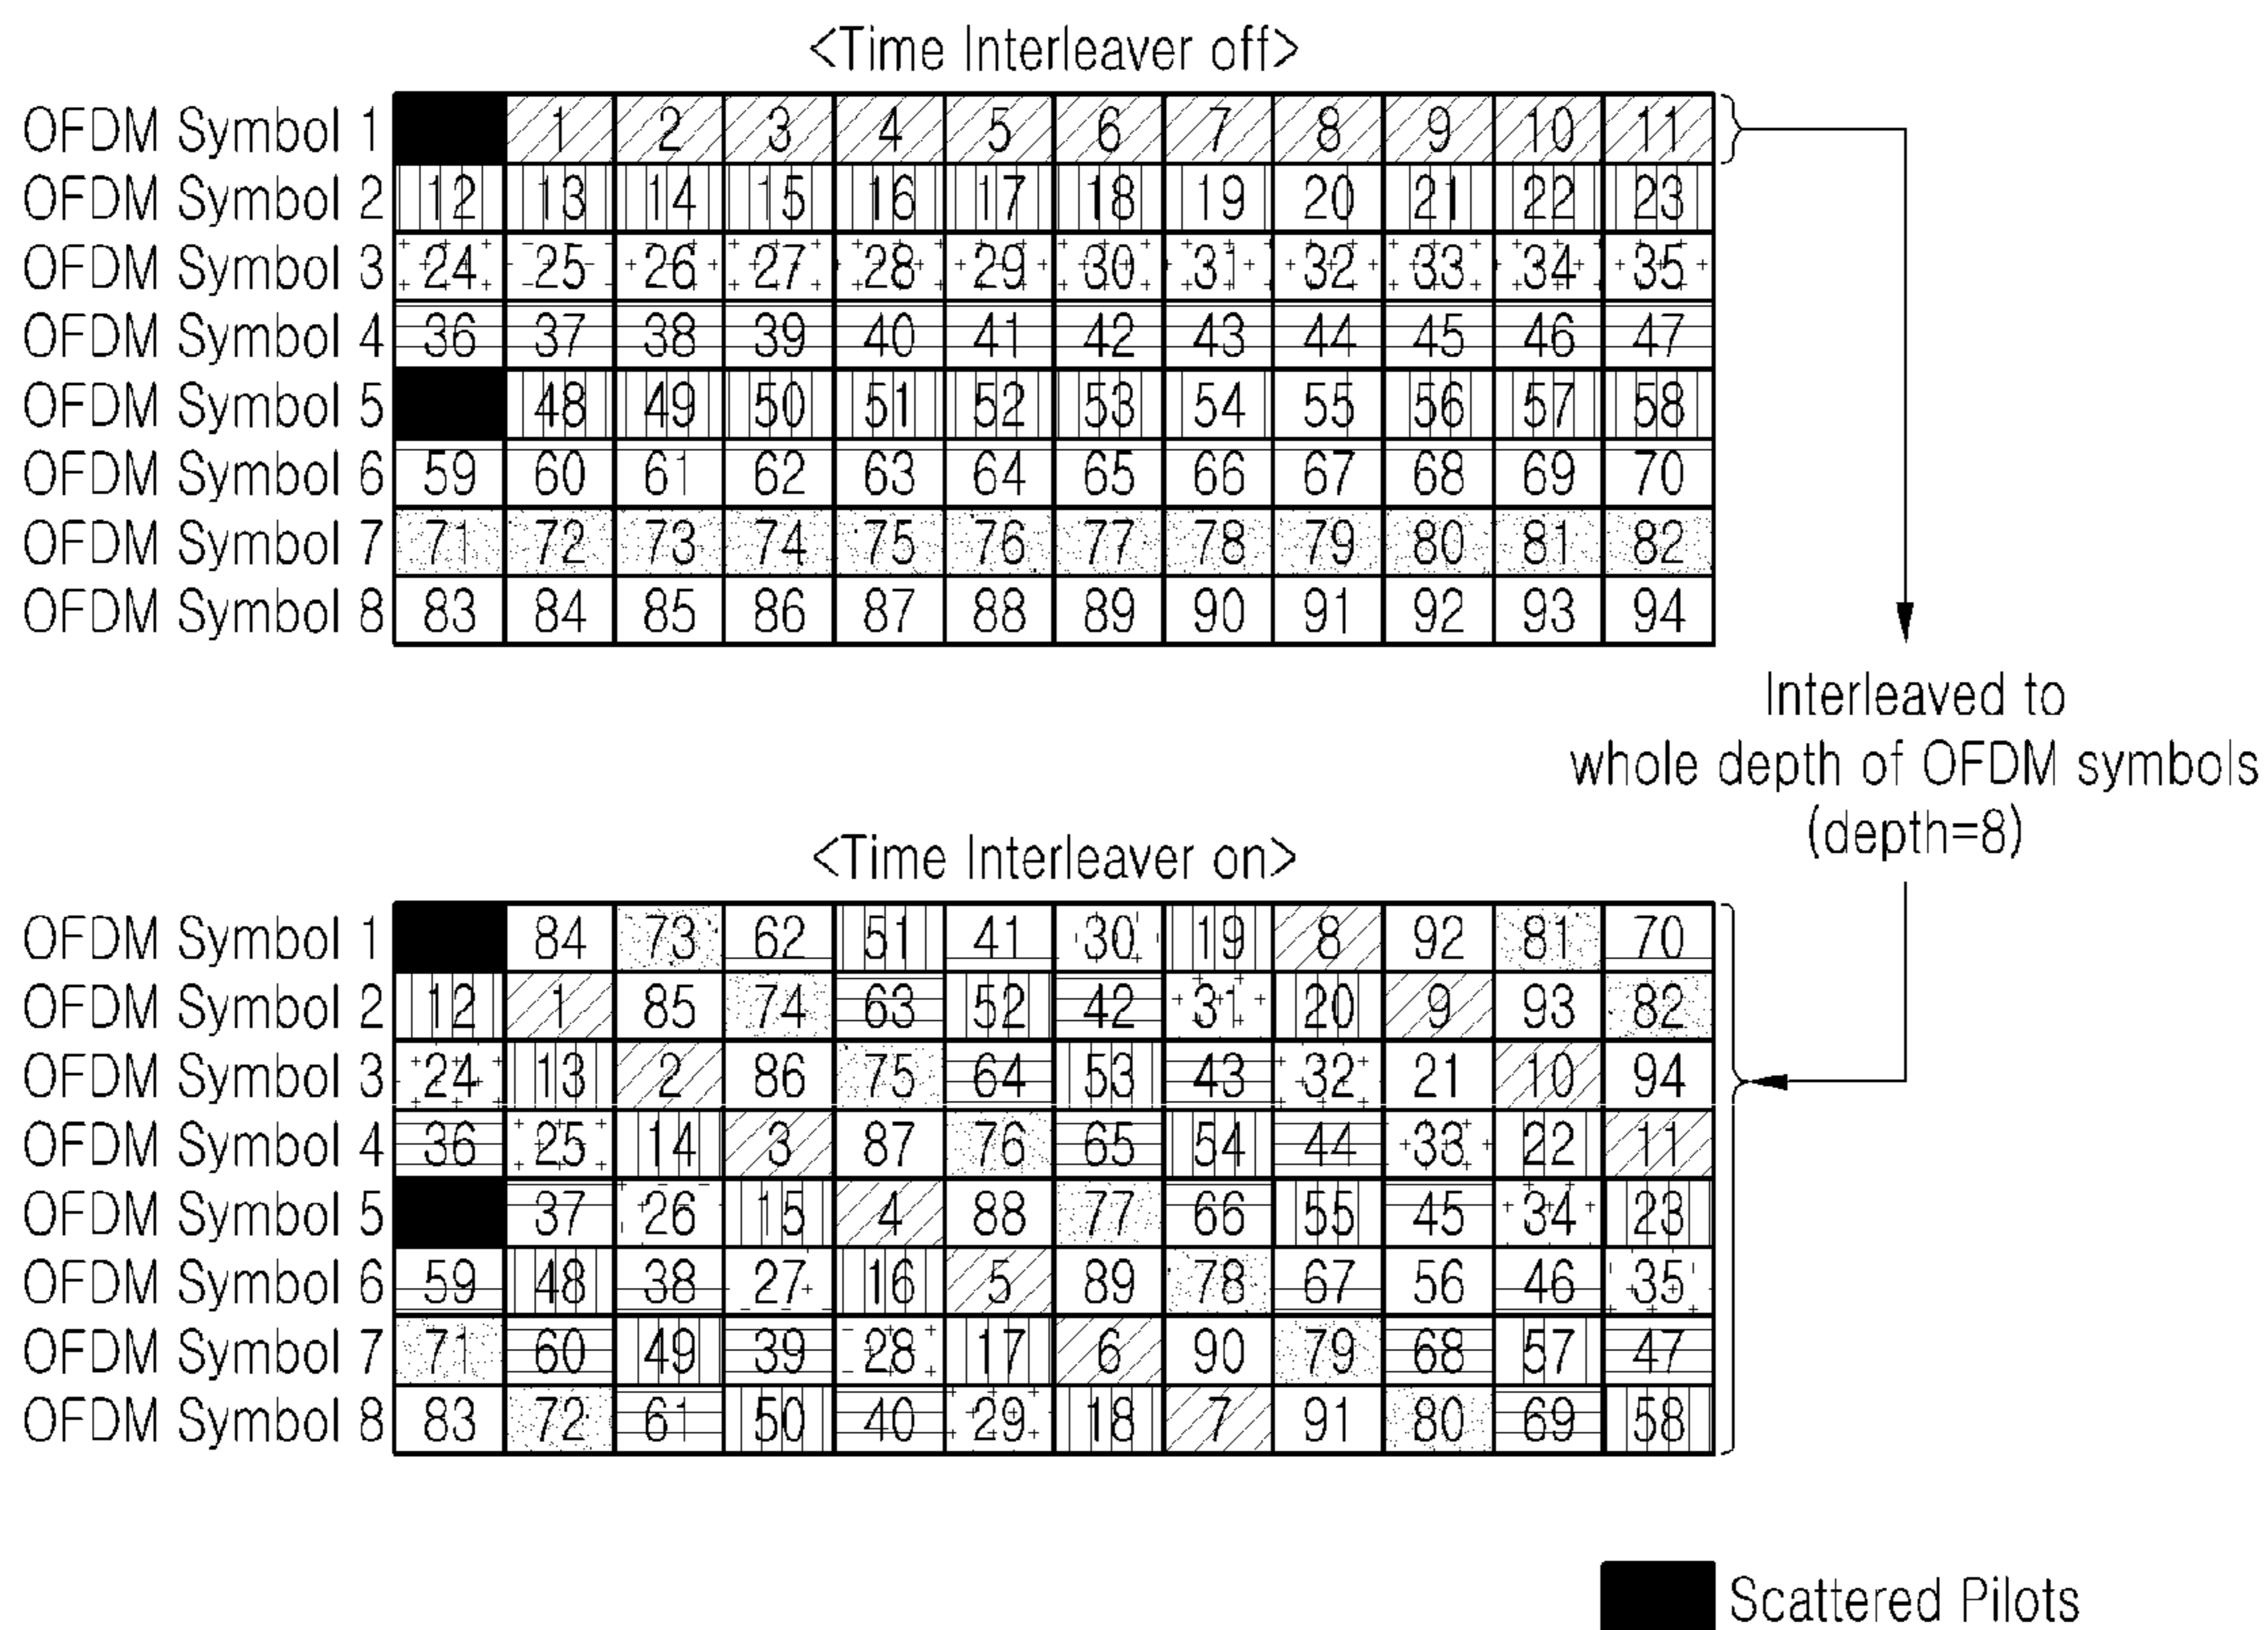 <Time Interleaver off>
OFDM Symbol 1 1 2 3 4 5 6 7 8 9 10 11
OFDM Symbol 2 12 13 14 15 16 17 18 19 20 21 22 23
OFDM Symbol 3 24 25 26 27 28 29 30 31 32 33 34 35
OFDM Symbol 4 36 37 38 39 40 41 42 43 44 45 46 47
OFDM Symbol 5 48 49 50 51 52 53 54 55 56 57 58
OFDM Symbol 6 59 60 61 62 63 64 65 66 67 68 69 70
OFDM Symbol 7 71 72 73 74 75 76 77 78 79 80 81 82
OFDM Symbol 8 83 84 85 86 87 88 89 90 91 92 93 94
Interleaved to
whole depth of OFDM symbols
(depth=8)
<Time Interleaver on>
OFDM Symbol 1 84 73 62 51 41 30 19 8 92 81 70
OFDM Symbol 2 12 1 85 74 63 52 42 31 20 9 93 82
OFDM Symbol 3 24 13 2 86 75 64 53 43 32 21 10 94
OFDM Symbol 4 36 25 14 3 87 76 65 54 44 33 22 11
OFDM Symbol 5 37 26 15 4 88 77 66 55 45 34 23
OFDM Symbol 6 59 48 38 27 16 5 89 78 67 56 46 35
OFDM Symbol 7 71 60 49 39 28 17 6 90 79 68 57 47
OFDM Symbol 8 83 72 61 50 40 29 18 7 91 80 69 58
Scattered Pilots